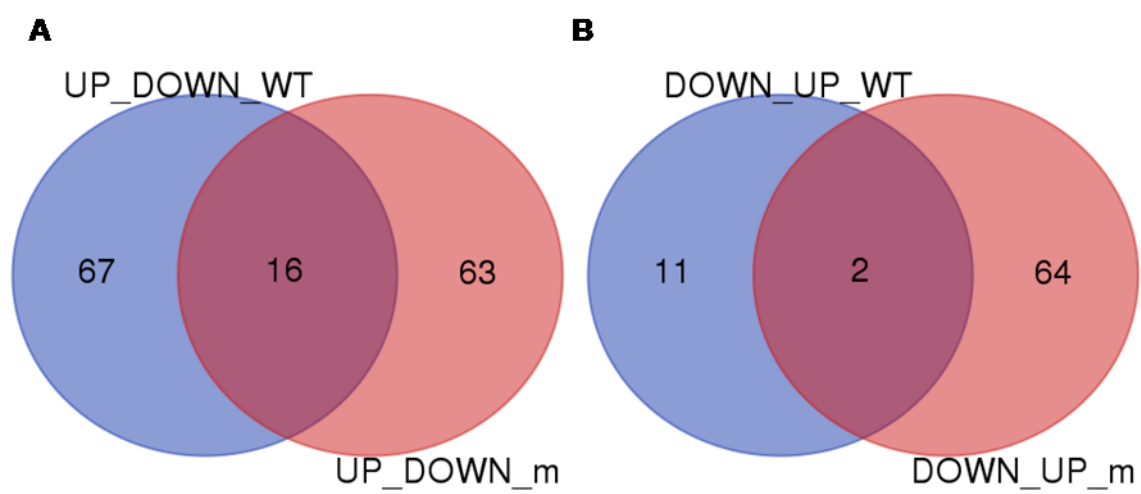 A
UP_DOWN_WT
67
16
63
UP_DOWN_m
B
DOWN_UP_WT
11
2
64
DOWN_UP_m